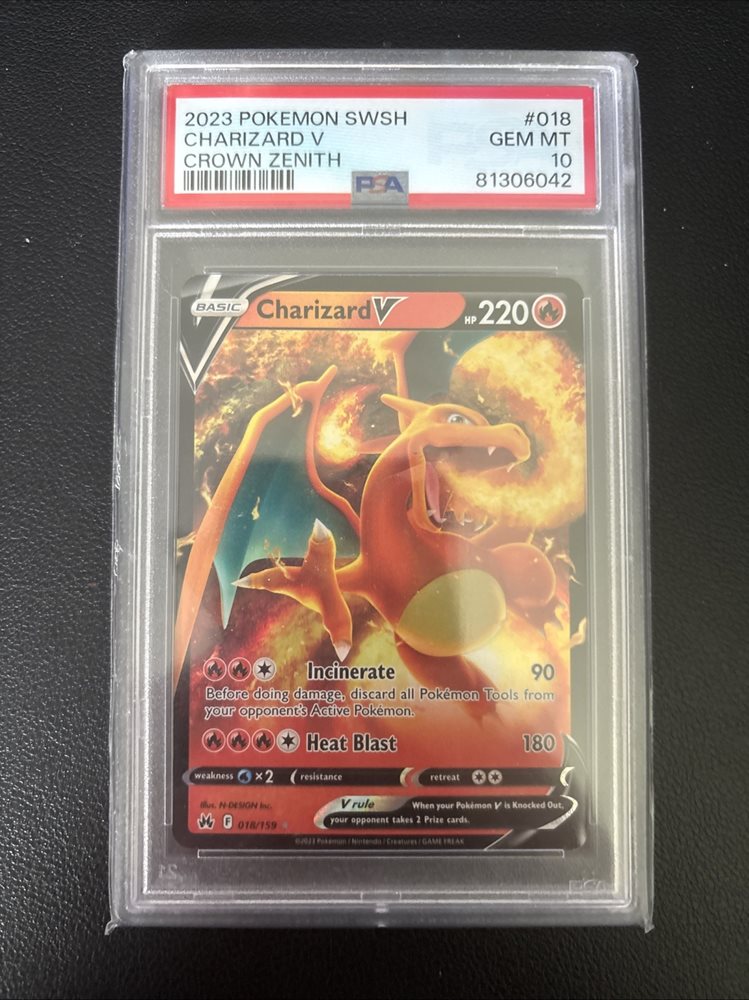 2023 POKEMON SWSH #018
CHARIZARD V GEM MT
CROWN ZENITH 10
PSA 81306042
BASIC Charizard V HP 220
Incinerate 90
Before doing damage, discard all Pokémon Tools from
your opponent's Active Pokémon.
Heat Blast 180
weakness ×2 resistance retreat
Illus. N-DESIGN Inc. V rule When your Pokémon V is Knocked Out,
your opponent takes 2 Prize cards.
F 018/159
©2023 Pokémon / Nintendo / Creatures / GAME FREAK